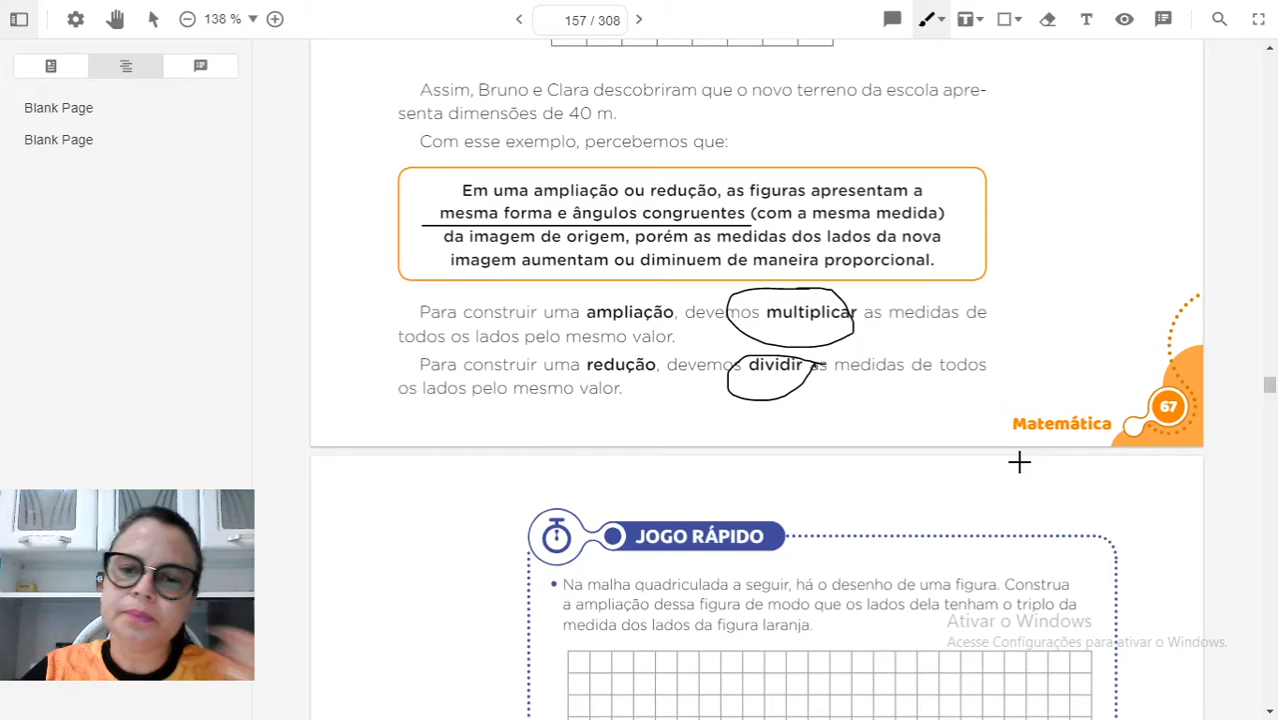 138 %
157 / 308
Blank Page
Blank Page
Assim, Bruno e Clara descobriram que o novo terreno da escola apre-
senta dimensões de 40 m.
Com esse exemplo, percebemos que:
Em uma ampliação ou redução, as figuras apresentam a
mesma forma e ângulos congruentes (com a mesma medida)
da imagem de origem, porém as medidas dos lados da nova
imagem aumentam ou diminuem de maneira proporcional.
Para construir uma ampliação, devemos multiplicar as medidas de
todos os lados pelo mesmo valor.
Para construir uma redução, devemos dividir as medidas de todos
os lados pelo mesmo valor.
Matemática 67
JOGO RÁPIDO
• Na malha quadriculada a seguir, há o desenho de uma figura. Construa
a ampliação dessa figura de modo que os lados dela tenham o triplo da
medida dos lados da figura laranja.
Ativar o Windows
Acesse Configurações para ativar o Windows.